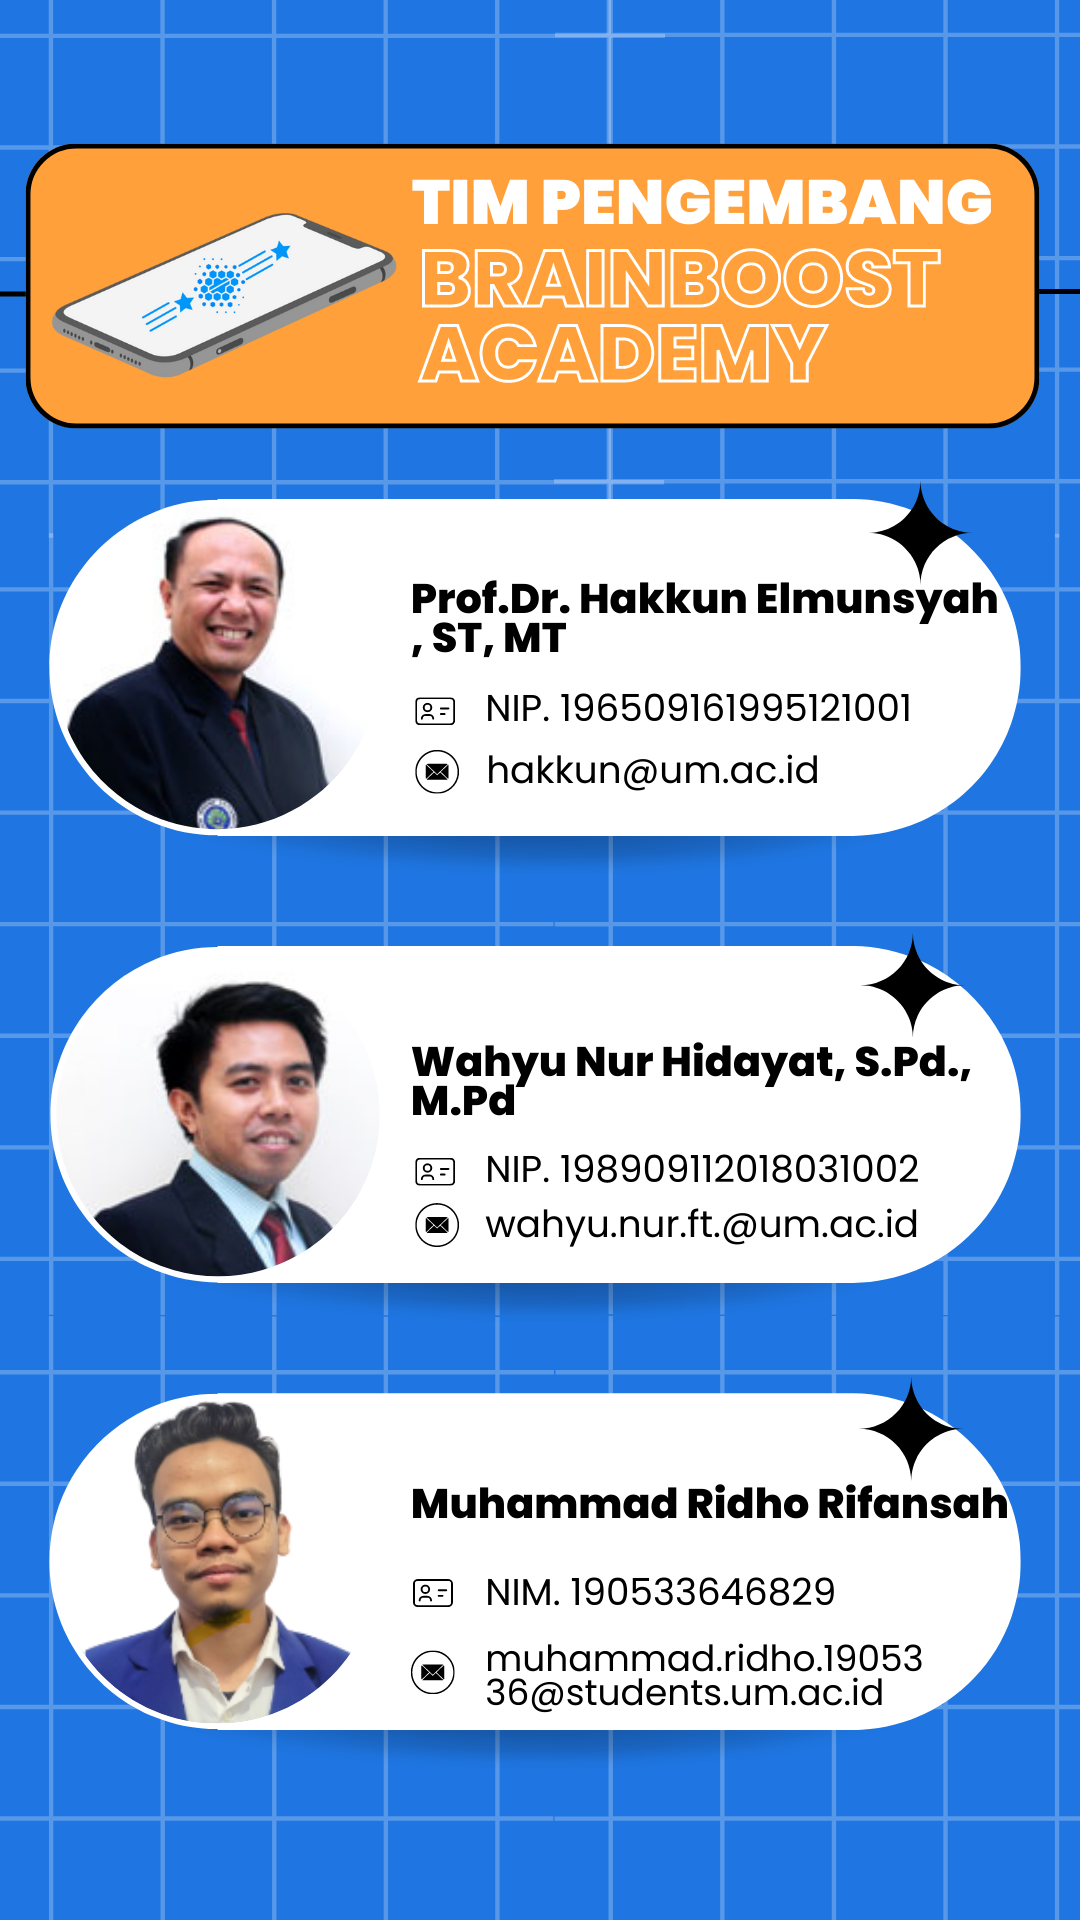 TIM PENGEMBANG
BRAINBOOST
ACADEMY
Prof.Dr. Hakkun Elmunsyah
, ST, MT
NIP. 196509161995121001
hakkun@um.ac.id
Wahyu Nur Hidayat, S.Pd.,
M.Pd
NIP. 198909112018031002
wahyu.nur.ft.@um.ac.id
Muhammad Ridho Rifansah
NIM. 190533646829
muhammad.ridho.19053
36@students.um.ac.id